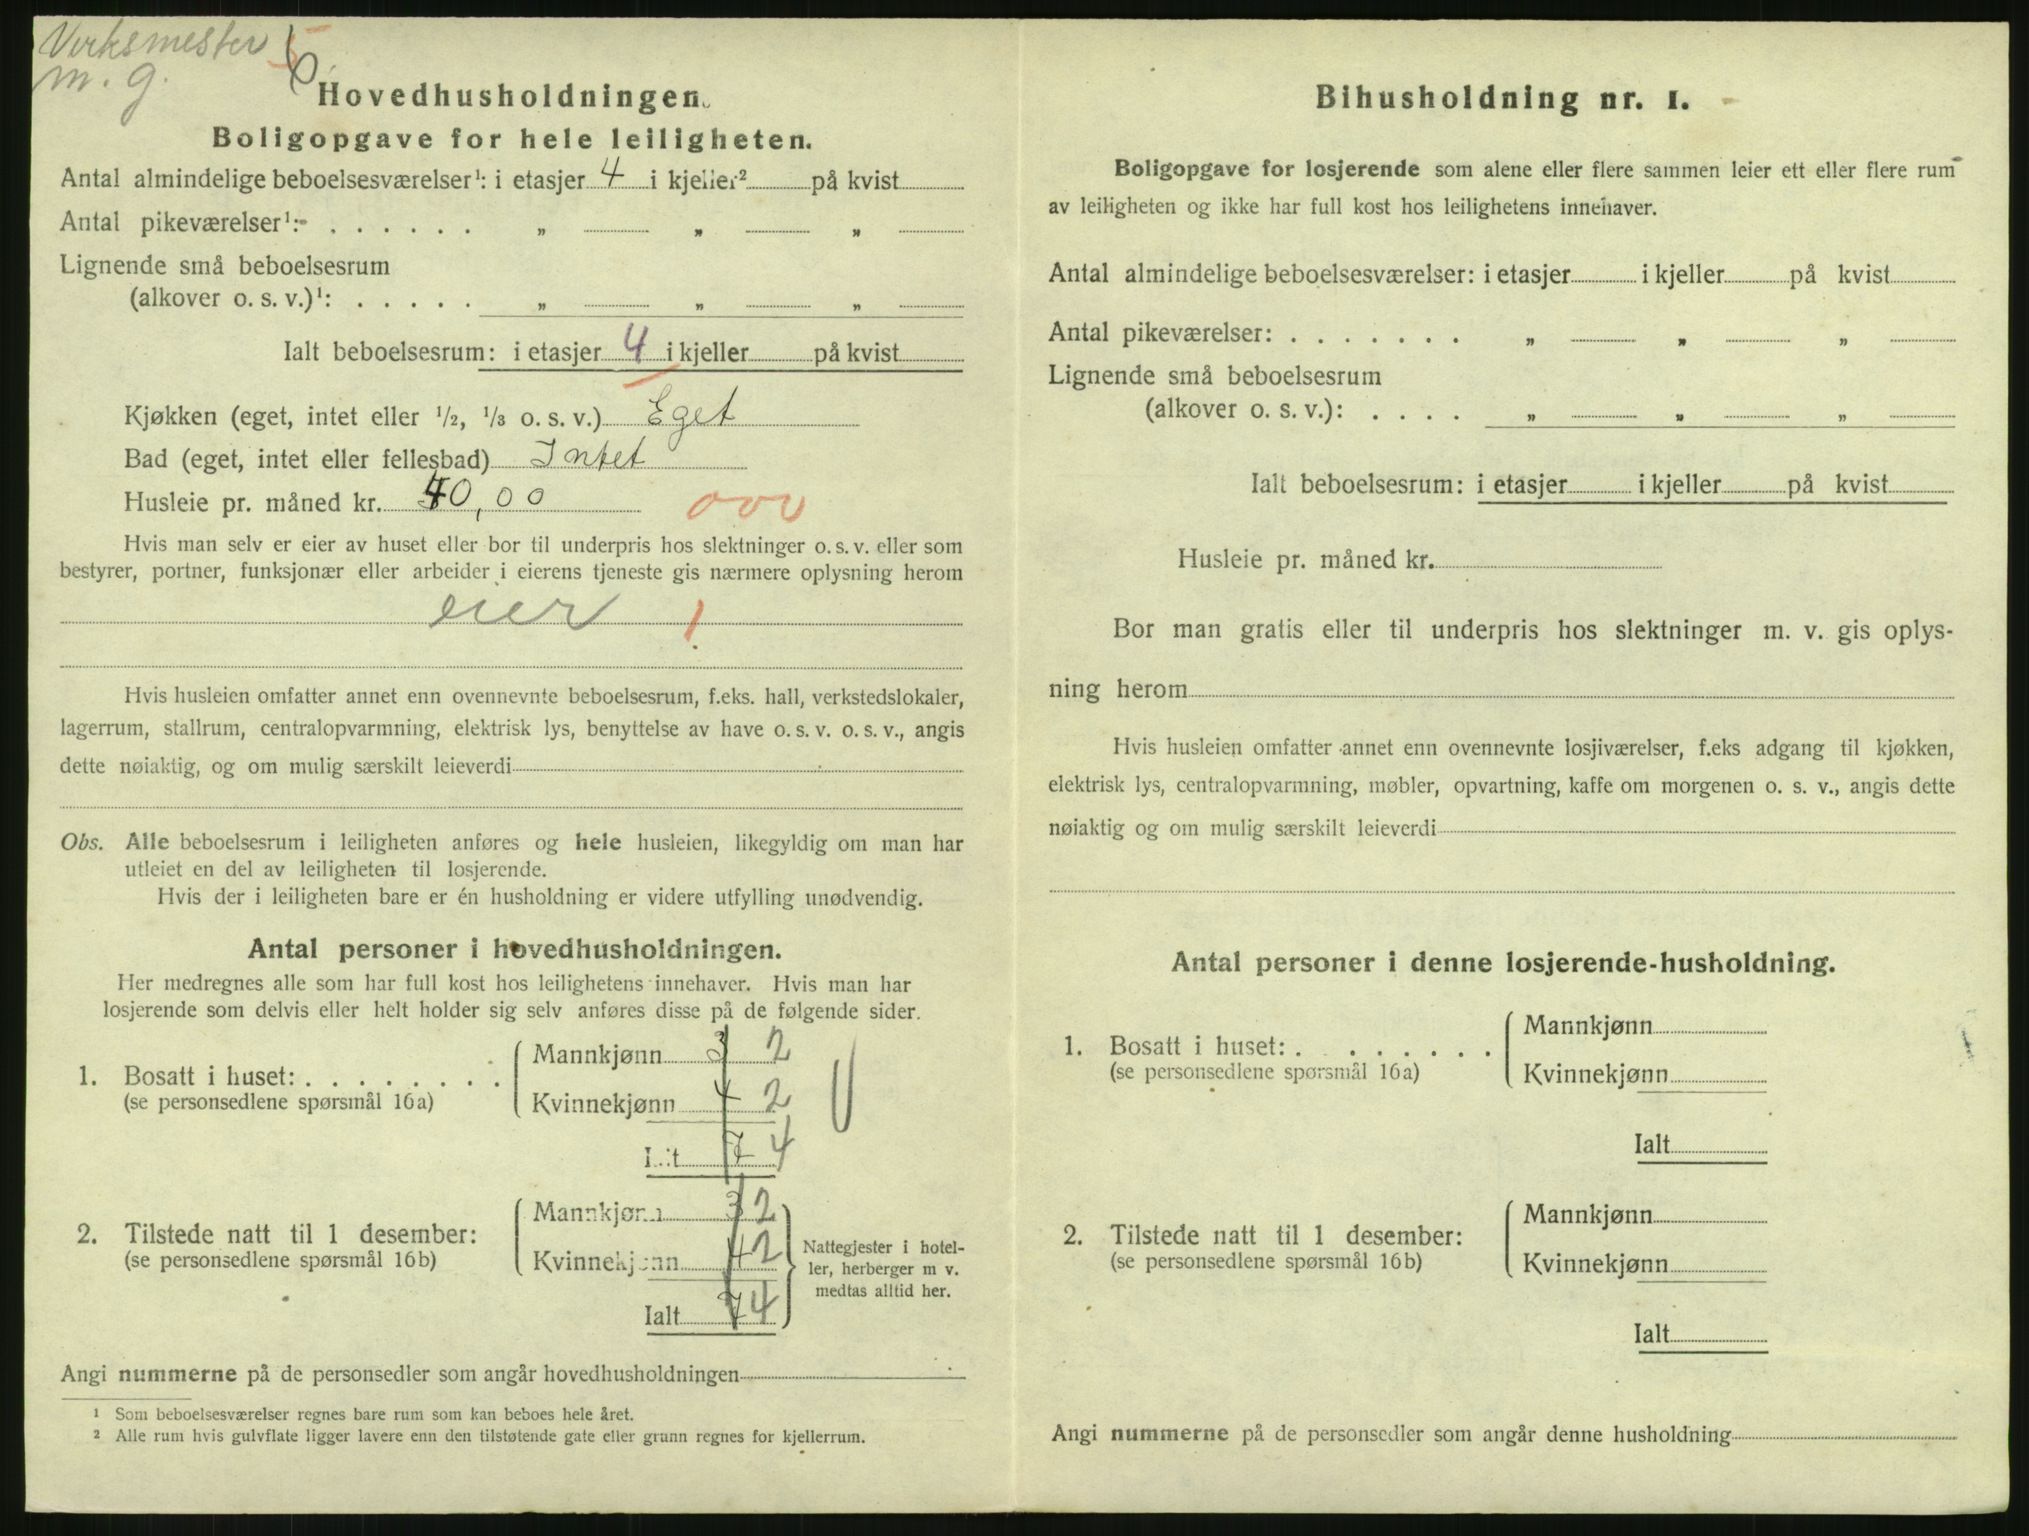 Virksmester 5
m. g. 6
Hovedhusholdningen.
Boligopgave for hele leiligheten.
Antal almindelige beboelsesværelser¹: i etasjer 4 i kjeller² på kvist
Antal pikeværelser¹: . . . . . . „ „ „
Lignende små beboelsesrum
(alkover o. s. v.)¹: . . . . . „ „ „
Ialt beboelsesrum: i etasjer 4 i kjeller på kvist
Kjøkken (eget, intet eller ½, ⅓ o. s. v.) Eget
Bad (eget, intet eller fellesbad) Intet
Husleie pr. måned kr. 40,00 000
Hvis man selv er eier av huset eller bor til underpris hos slektninger o. s. v. eller som
bestyrer, portner, funksjonær eller arbeider i eierens tjeneste gis nærmere oplysning herom
eier !
Hvis husleien omfatter annet enn ovennevnte beboelsesrum, f.eks. hall, verkstedslokaler,
lagerrum, stallrum, centralopvarmning, elektrisk lys, benyttelse av have o. s. v. o. s. v., angis
dette nøiaktig, og om mulig særskilt leieverdi
Obs. Alle beboelsesrum i leiligheten anføres og hele husleien, likegyldig om man har
utleiet en del av leiligheten til losjerende.
Hvis der i leiligheten bare er én husholdning er videre utfylling unødvendig.
Antal personer i hovedhusholdningen.
Her medregnes alle som har full kost hos leilighetens innehaver. Hvis man har
losjerende som delvis eller helt holder sig selv anføres disse på de følgende sider.
1. Bosatt i huset: . . . . . . . .
(se personsedlene spørsmål 16a)
Mannkjønn 3 2
Kvinnekjønn 4 2
Ialt 7 4
2. Tilstede natt til 1 desember:
(se personsedlene spørsmål 16b)
Mannkjønn 3 2
Kvinnekjønn 4 2
Ialt 7 4
Nattegjester i hotel-
ler, herberger m v.
medtas alltid her.
Angi nummerne på de personsedler som angår hovedhusholdningen
¹ Som beboelsesværelser regnes bare rum som kan beboes hele året.
² Alle rum hvis gulvflate ligger lavere enn den tilstøtende gate eller grunn regnes for kjellerrum.
Bihusholdning nr. 1.
Boligopgave for losjerende som alene eller flere sammen leier ett eller flere rum
av leiligheten og ikke har full kost hos leilighetens innehaver.
Antal almindelige beboelsesværelser: i etasjer i kjeller på kvist
Antal pikeværelser: . . . . . . . „ „ „
Lignende små beboelsesrum
(alkover o. s. v.): . . . . „ „ „
Ialt beboelsesrum: i etasjer i kjeller på kvist
Husleie pr. måned kr.
Bor man gratis eller til underpris hos slektninger m. v. gis oplys-
ning herom
Hvis husleien omfatter annet enn ovennevnte losjiværelser, f.eks adgang til kjøkken,
elektrisk lys, centralopvarmning, møbler, opvartning, kaffe om morgenen o. s. v., angis dette
nøiaktig og om mulig særskilt leieverdi
Antal personer i denne losjerende-husholdning.
1. Bosatt i huset: . . . . . . .
(se personsedlene spørsmål 16a)
Mannkjønn
Kvinnekjønn
Ialt
2. Tilstede natt til 1 desember:
(se personsedlene spørsmål 16b)
Mannkjønn
Kvinnekjønn
Ialt
Angi nummerne på de personsedler som angår denne husholdning